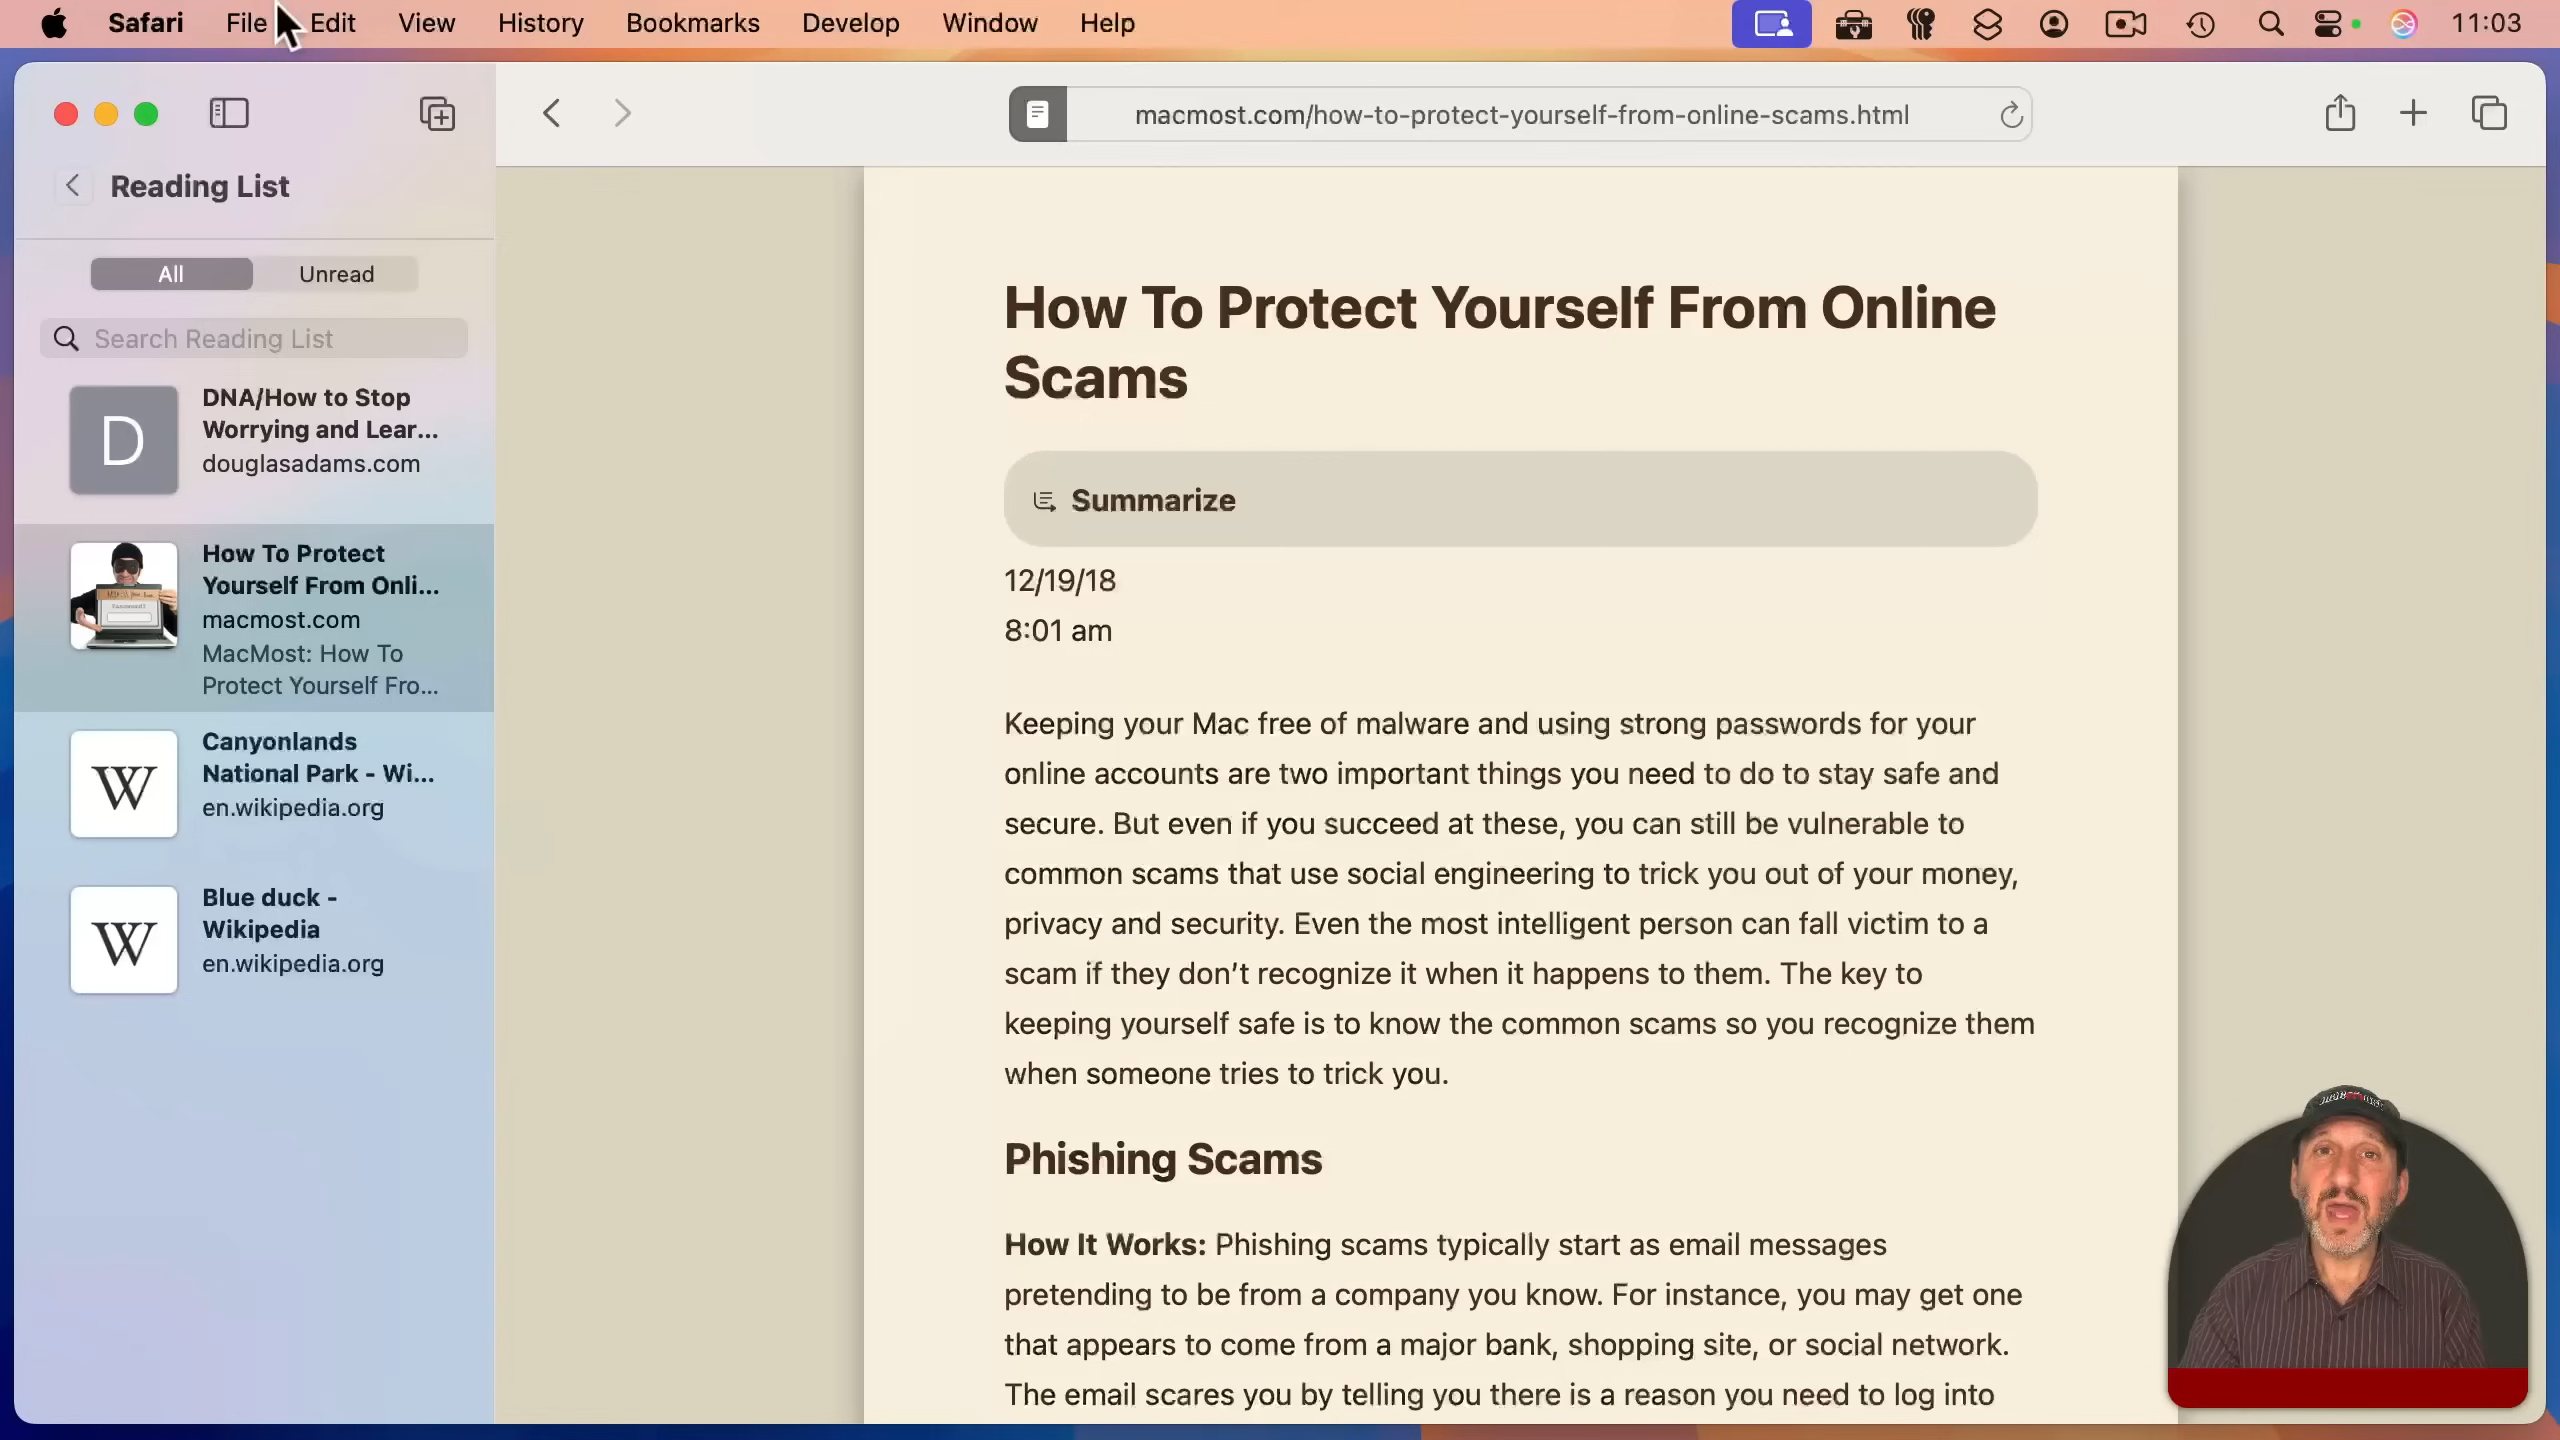 Safari File Edit View History Bookmarks Develop Window Help 11:03
macmost.com/how-to-protect-yourself-from-online-scams.html
Reading List
All Unread
Search Reading List
D
DNA/How to Stop
Worrying and Lear...
douglasadams.com
How To Protect
Yourself From Onli...
macmost.com
MacMost: How To
Protect Yourself Fro...
W
Canyonlands
National Park - Wi...
en.wikipedia.org
W
Blue duck -
Wikipedia
en.wikipedia.org
How To Protect Yourself From Online
Scams
Summarize
12/19/18
8:01 am
Keeping your Mac free of malware and using strong passwords for your
online accounts are two important things you need to do to stay safe and
secure. But even if you succeed at these, you can still be vulnerable to
common scams that use social engineering to trick you out of your money,
privacy and security. Even the most intelligent person can fall victim to a
scam if they don’t recognize it when it happens to them. The key to
keeping yourself safe is to know the common scams so you recognize them
when someone tries to trick you.
Phishing Scams
How It Works: Phishing scams typically start as email messages
pretending to be from a company you know. For instance, you may get one
that appears to come from a major bank, shopping site, or social network.
The email scares you by telling you there is a reason you need to log into